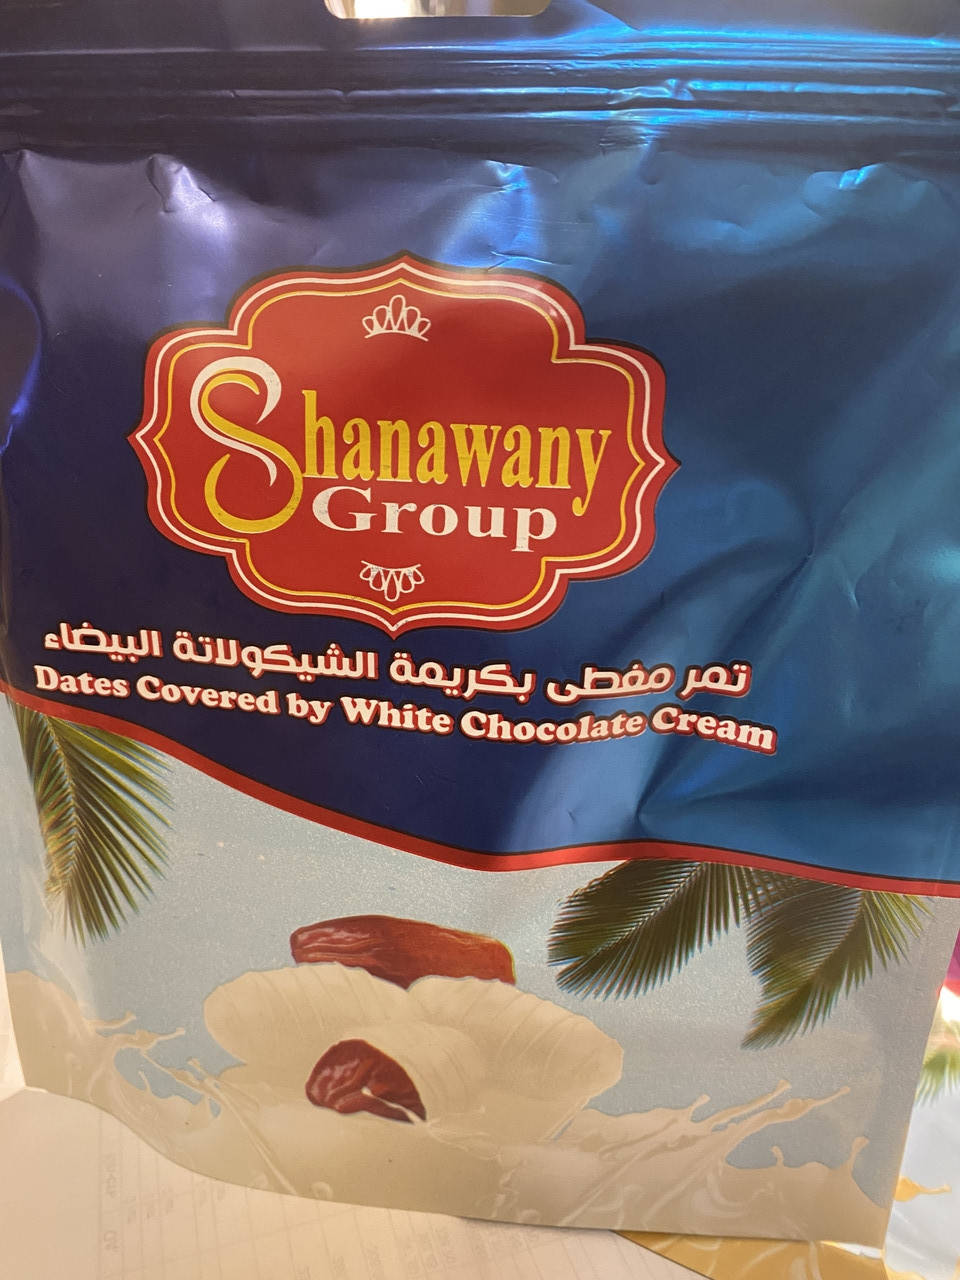 Shanawany
Group
تمر مغطى بكريمة الشيكولاتة البيضاء
Dates Covered by White Chocolate Cream